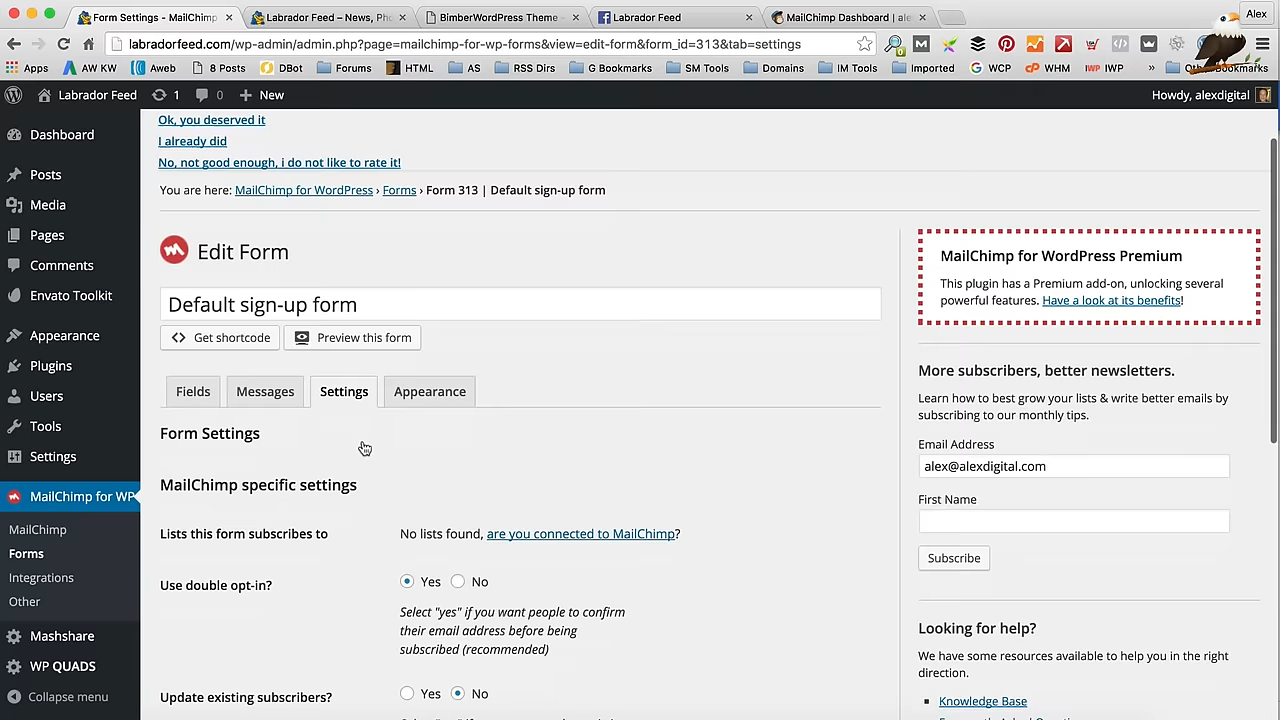 Form Settings - MailChimp
Labrador Feed – News, Ph
BimberWordPress Theme -
Labrador Feed
MailChimp Dashboard | ale
Alex
labradorfeed.com/wp-admin/admin.php?page=mailchimp-for-wp-forms&view=edit-form&form_id=313&tab=settings
Apps
AW KW
Aweb
8 Posts
DBot
Forums
HTML
AS
RSS Dirs
G Bookmarks
SM Tools
Domains
IM Tools
Imported
WCP
WHM
IWP IWP
»
Labrador Feed
1
0
New
Howdy, alexdigital
Dashboard
Posts
Media
Pages
Comments
Envato Toolkit
Appearance
Plugins
Users
Tools
Settings
MailChimp for WP
MailChimp
Forms
Integrations
Other
Mashshare
WP QUADS
Collapse menu
Ok, you deserved it
I already did
No, not good enough, i do not like to rate it!
You are here: MailChimp for WordPress › Forms › Form 313 | Default sign-up form
Edit Form
Default sign-up form
Get shortcode
Preview this form
Fields
Messages
Settings
Appearance
Form Settings
MailChimp specific settings
Lists this form subscribes to
No lists found, are you connected to MailChimp?
Use double opt-in?
Yes No
Select "yes" if you want people to confirm
their email address before being
subscribed (recommended)
Update existing subscribers?
Yes No
MailChimp for WordPress Premium
This plugin has a Premium add-on, unlocking several
powerful features. Have a look at its benefits!
More subscribers, better newsletters.
Learn how to best grow your lists & write better emails by
subscribing to our monthly tips.
Email Address
alex@alexdigital.com
First Name
Subscribe
Looking for help?
We have some resources available to help you in the right
direction.
Knowledge Base